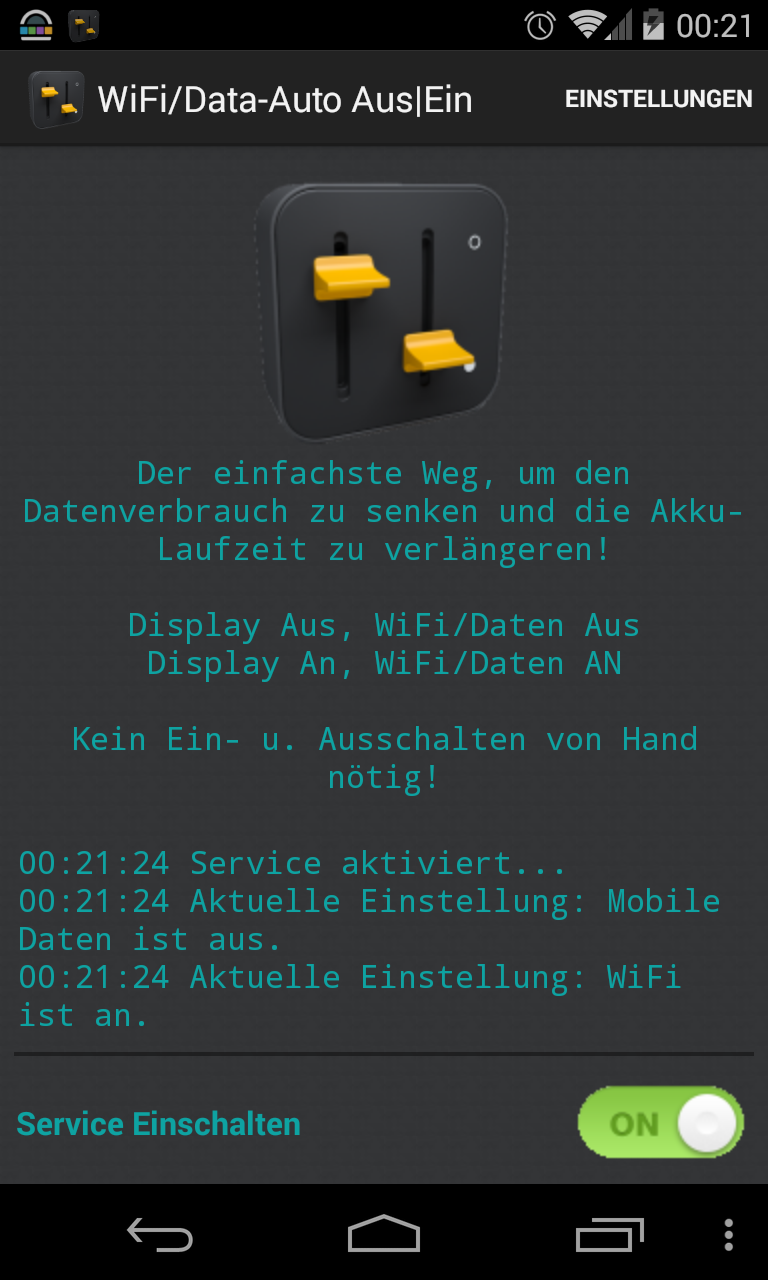 00:21
WiFi/Data-Auto Aus|Ein
EINSTELLUNGEN
Der einfachste Weg, um den
Datenverbrauch zu senken und die Akku-
Laufzeit zu verlängeren!
Display Aus, WiFi/Daten Aus
Display An, WiFi/Daten AN
Kein Ein- u. Ausschalten von Hand
nötig!
00:21:24 Service aktiviert...
00:21:24 Aktuelle Einstellung: Mobile
Daten ist aus.
00:21:24 Aktuelle Einstellung: WiFi
ist an.
Service Einschalten
ON